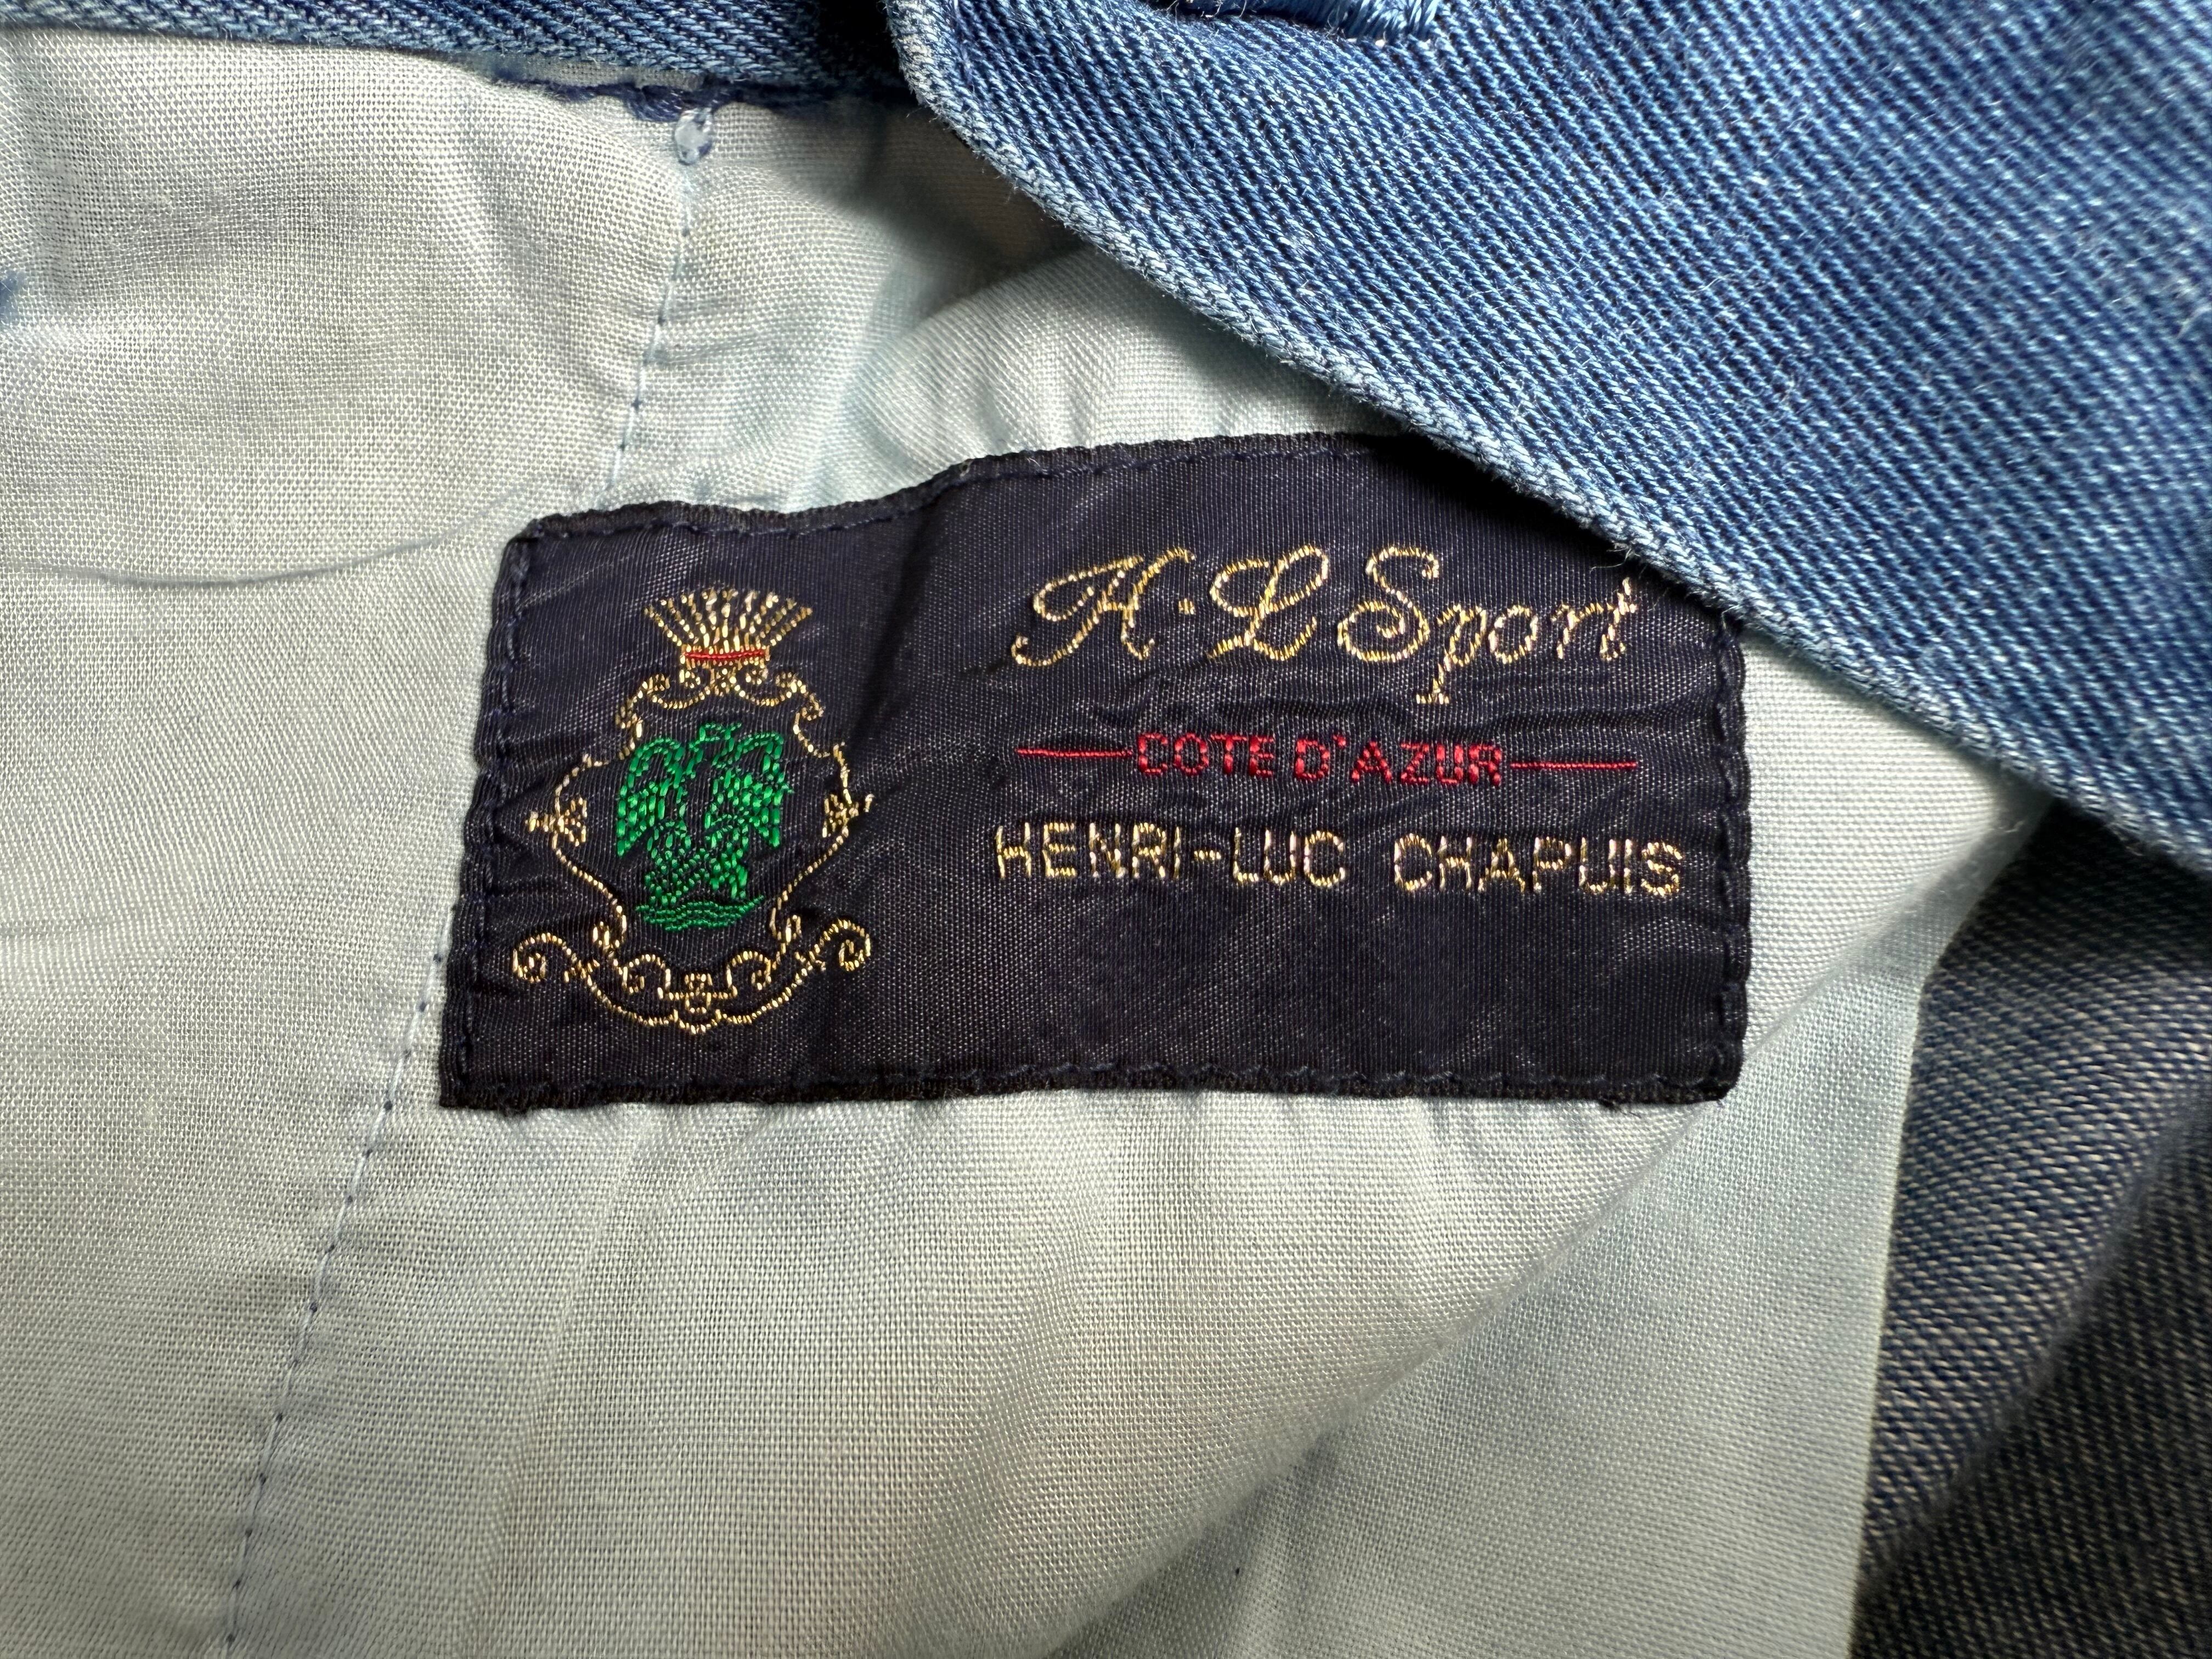 H·L Sport
COTE D'AZUR
HENRI-LUC CHAPUIS